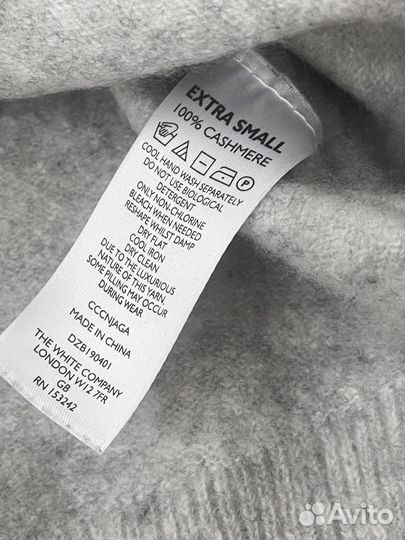 EXTRA SMALL
100% CASHMERE
P
COOL HAND WASH SEPARATELY
DO NOT USE BIOLOGICAL
DETERGENT
ONLY NON-CHLORINE
BLEACH WHEN NEEDED
RESHAPE WHILST DAMP
DRY FLAT
COOL IRON
DRY CLEAN
DUE TO THE LUXURIOUS
NATURE OF THIS YARN.
SOME PILLING MAY OCCUR
DURING WEAR
CCCNJAGA
MADE IN CHINA
DZB190401
THE WHITE COMPANY
LONDON W12 7FR
GB
RN 153242
Avito